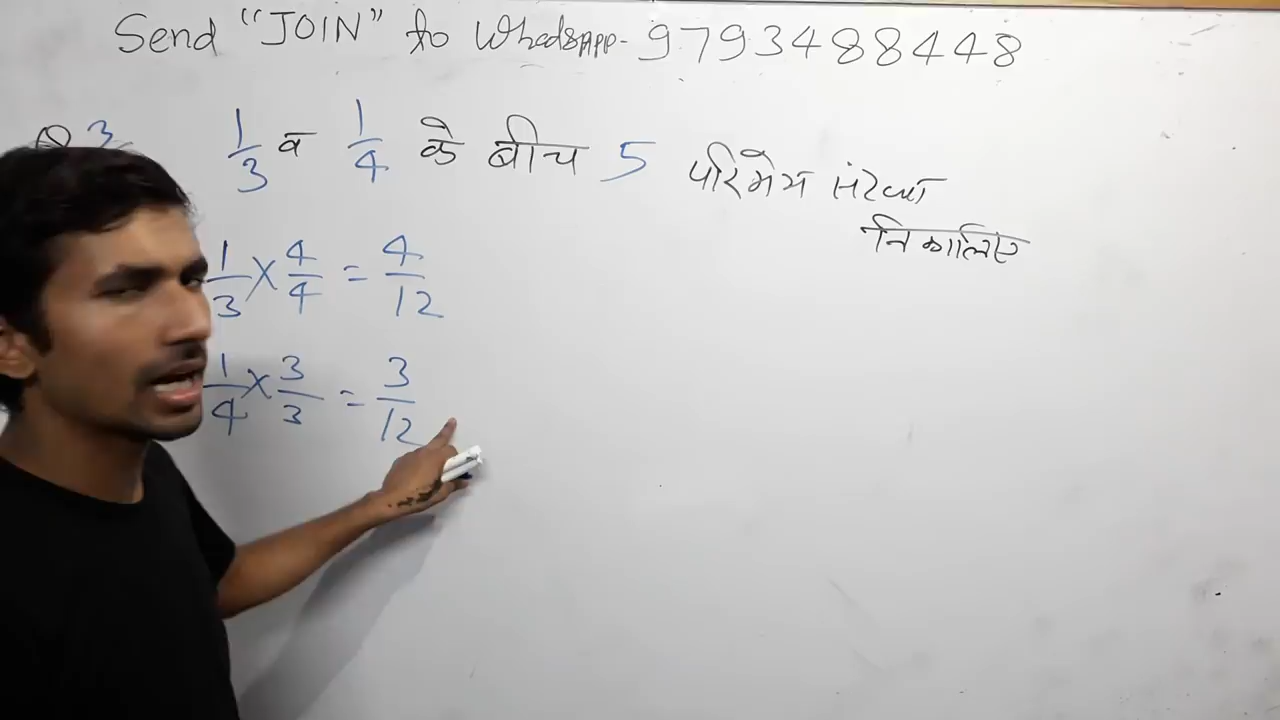 Send "JOIN" to WhatsApp- 9793488448
Q 3 1/3 व 1/4 के बीच 5 परिमेय संख्या
निकालिए
1/3 × 4/4 = 4/12
1/4 × 3/3 = 3/12